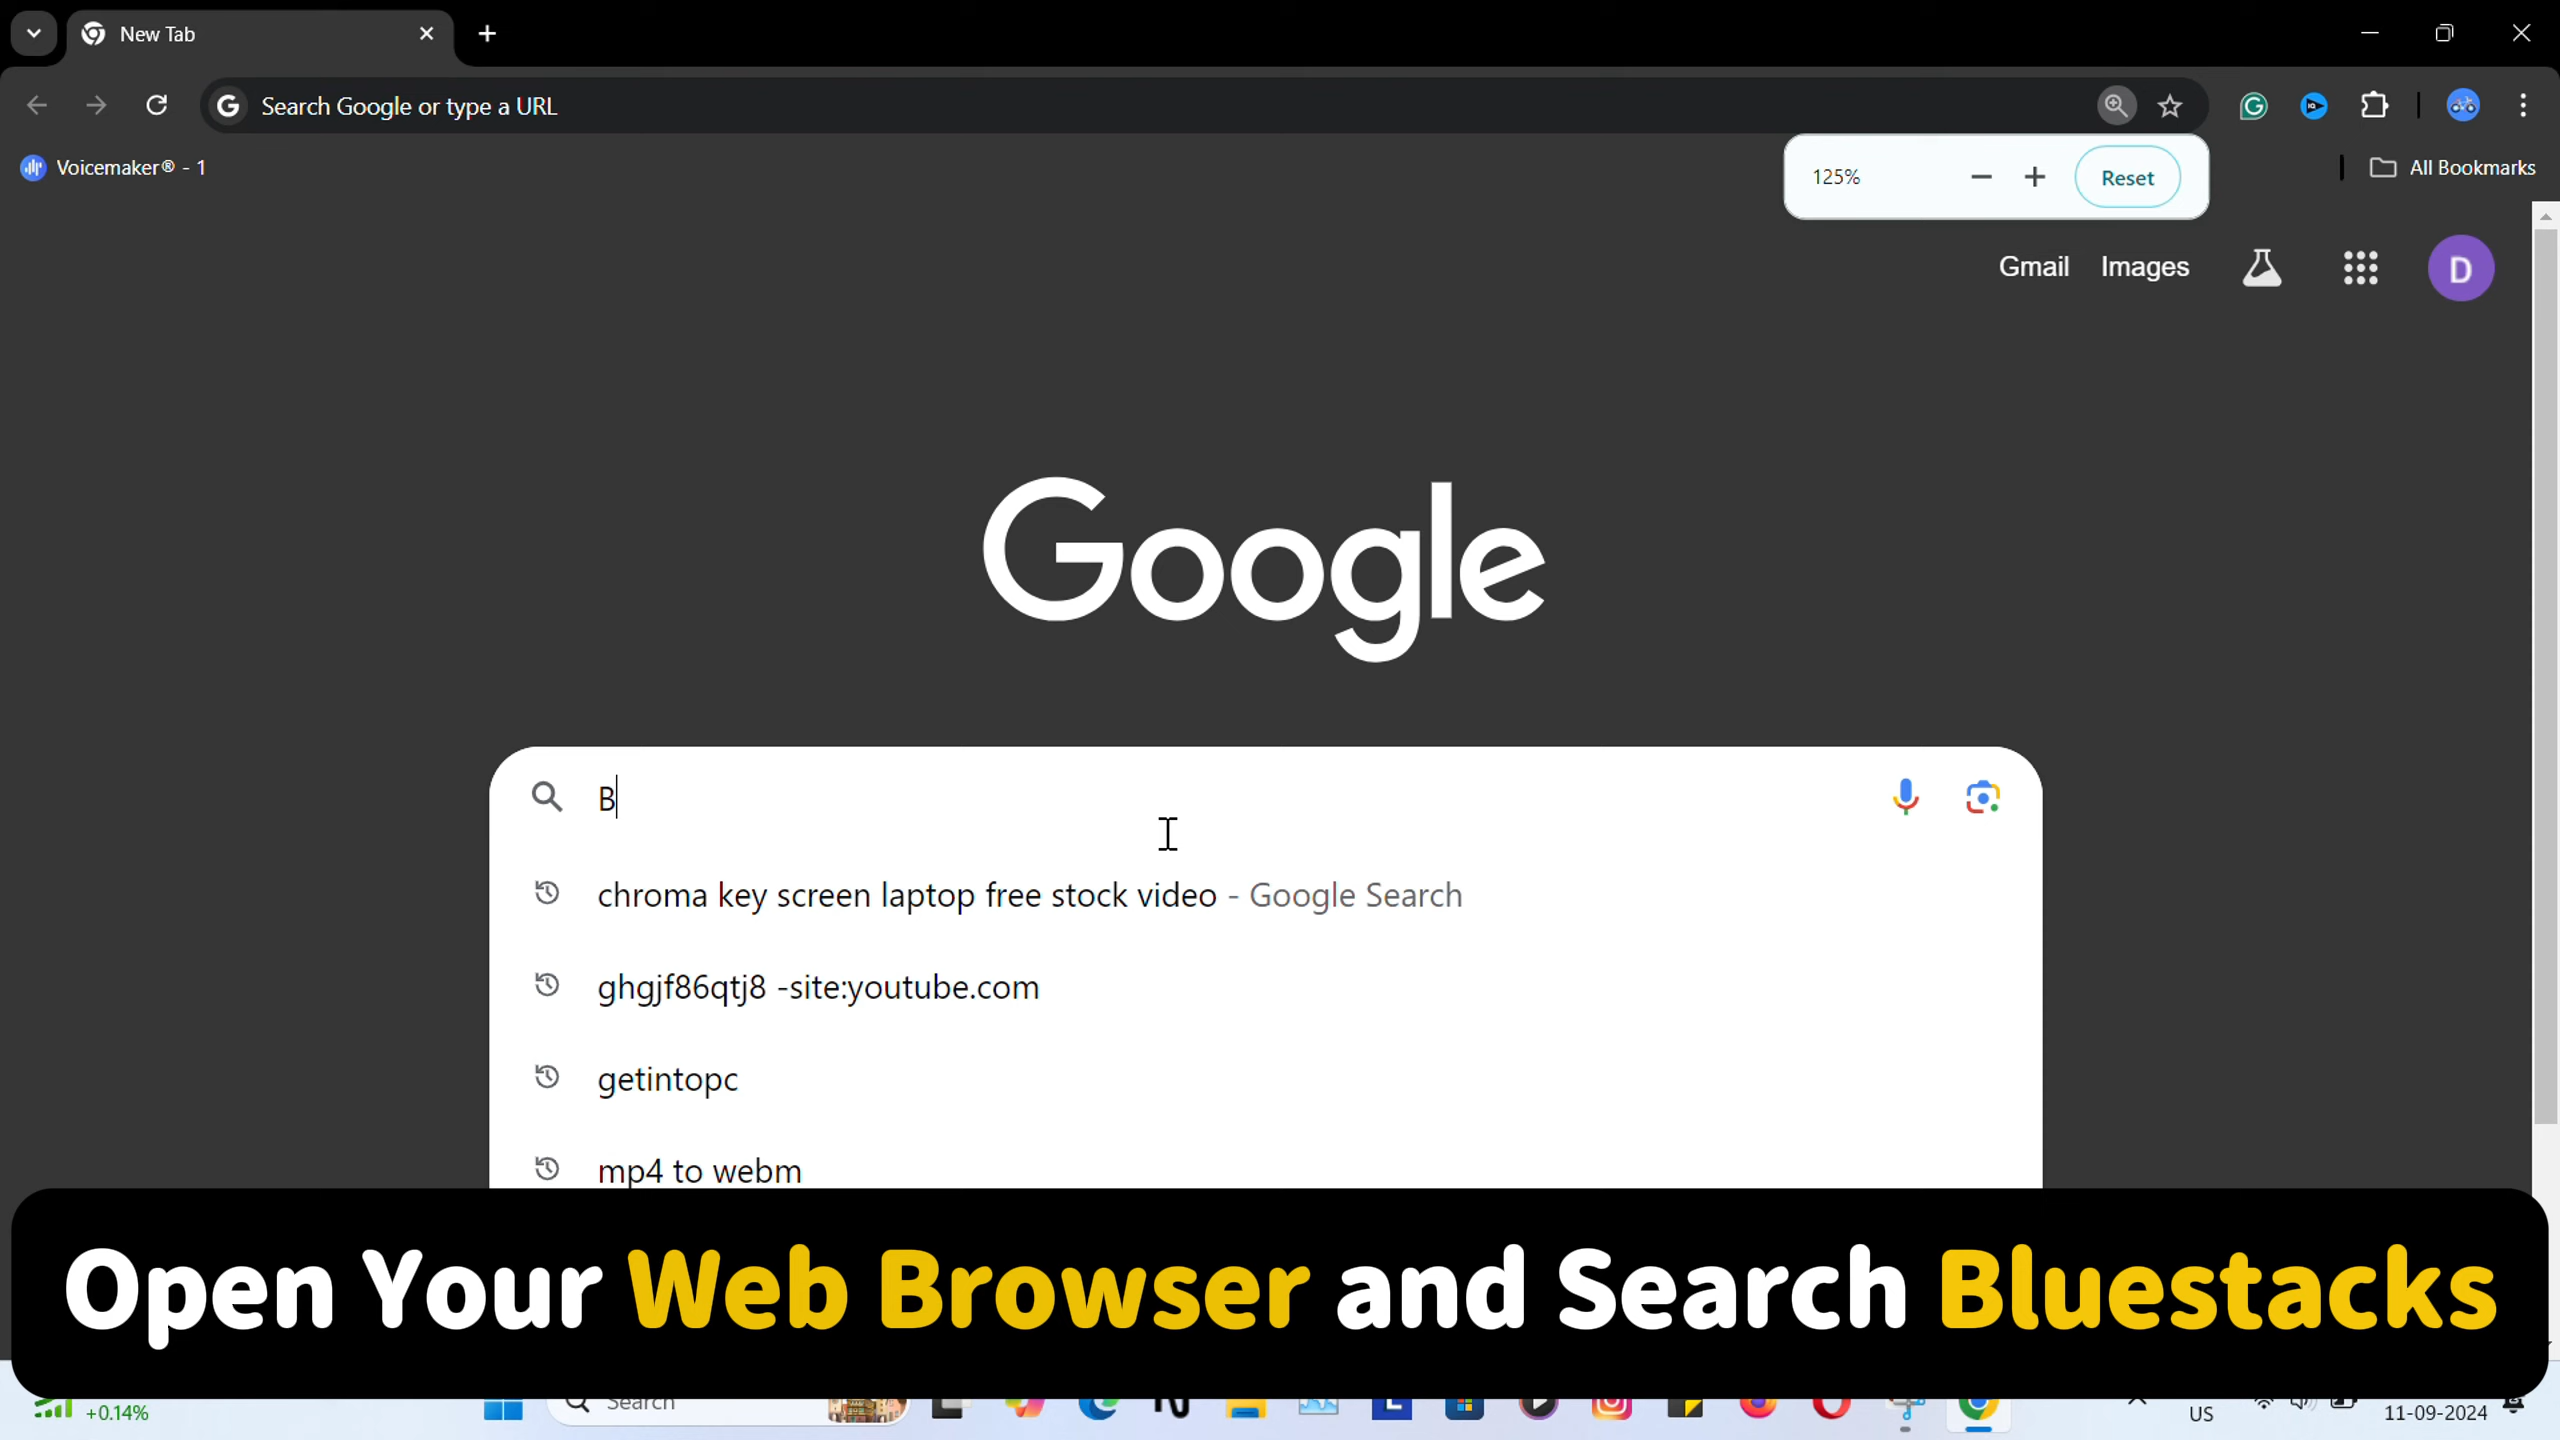 New Tab
Search Google or type a URL
Voicemaker® - 1
125%
Reset
All Bookmarks
Gmail Images
D
Google
B
chroma key screen laptop free stock video - Google Search
ghgjf86qtj8 -site:youtube.com
getintopc
mp4 to webm
Open Your Web Browser and Search Bluestacks
+0.14%
Search
US
11-09-2024